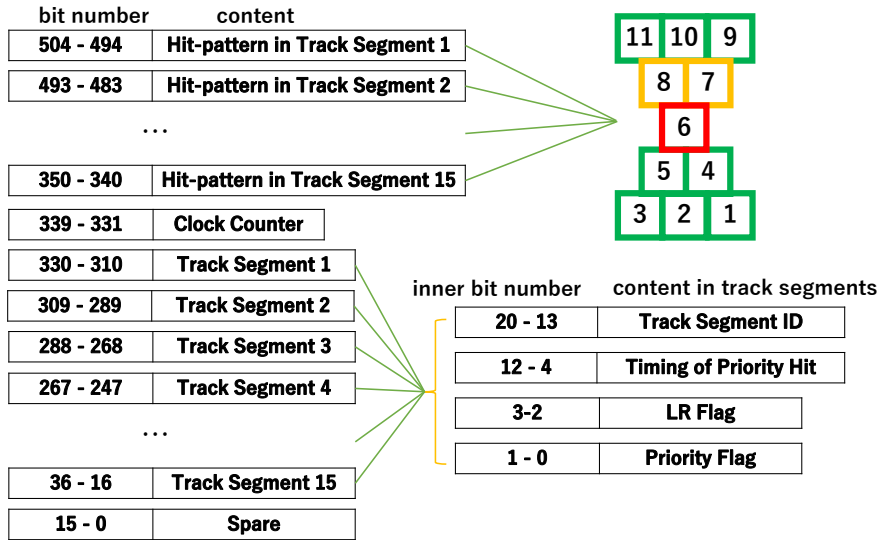 bit number content
504 - 494 Hit-pattern in Track Segment 1
493 - 483 Hit-pattern in Track Segment 2
...
350 - 340 Hit-pattern in Track Segment 15
339 - 331 Clock Counter
330 - 310 Track Segment 1
309 - 289 Track Segment 2
288 - 268 Track Segment 3
267 - 247 Track Segment 4
...
36 - 16 Track Segment 15
15 - 0 Spare
11 10 9
8 7
6
5 4
3 2 1
inner bit number content in track segments
20 - 13 Track Segment ID
12 - 4 Timing of Priority Hit
3-2 LR Flag
1 - 0 Priority Flag